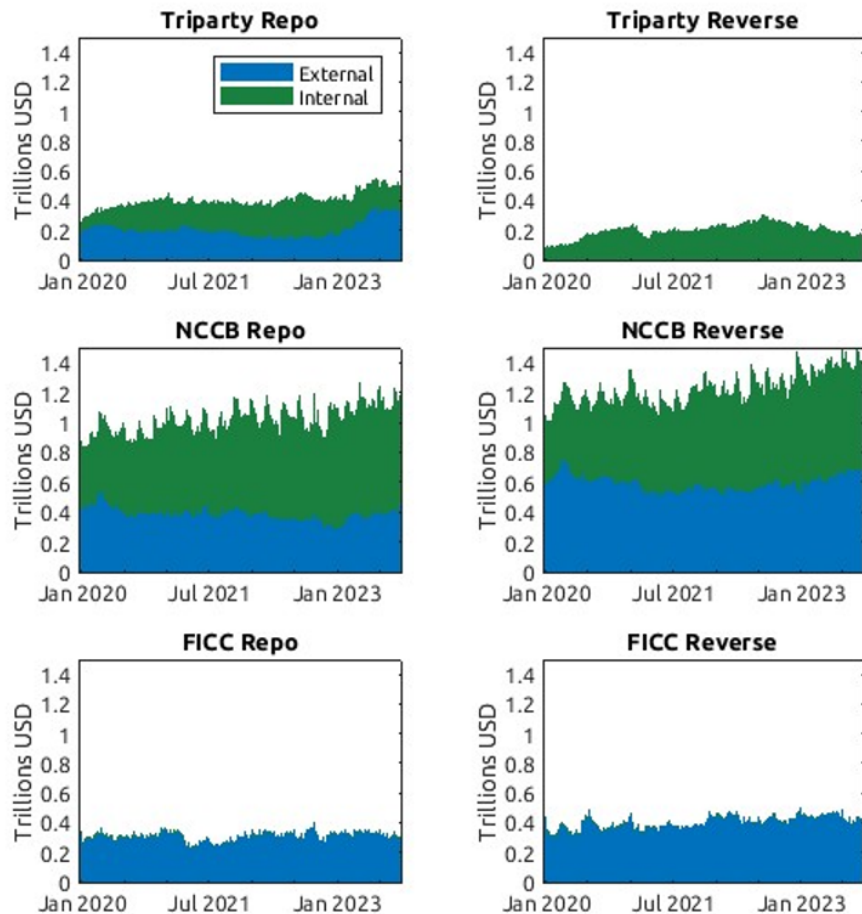 Triparty Repo
Trillions USD
1.4
1.2
1
0.8
0.6
0.4
0.2
0
External
Internal
Jan 2020 Jul 2021 Jan 2023
Triparty Reverse
Trillions USD
1.4
1.2
1
0.8
0.6
0.4
0.2
0
Jan 2020 Jul 2021 Jan 2023
NCCB Repo
Trillions USD
1.4
1.2
1
0.8
0.6
0.4
0.2
0
Jan 2020 Jul 2021 Jan 2023
NCCB Reverse
Trillions USD
1.4
1.2
1
0.8
0.6
0.4
0.2
0
Jan 2020 Jul 2021 Jan 2023
FICC Repo
Trillions USD
1.4
1.2
1
0.8
0.6
0.4
0.2
0
Jan 2020 Jul 2021 Jan 2023
FICC Reverse
Trillions USD
1.4
1.2
1
0.8
0.6
0.4
0.2
0
Jan 2020 Jul 2021 Jan 2023